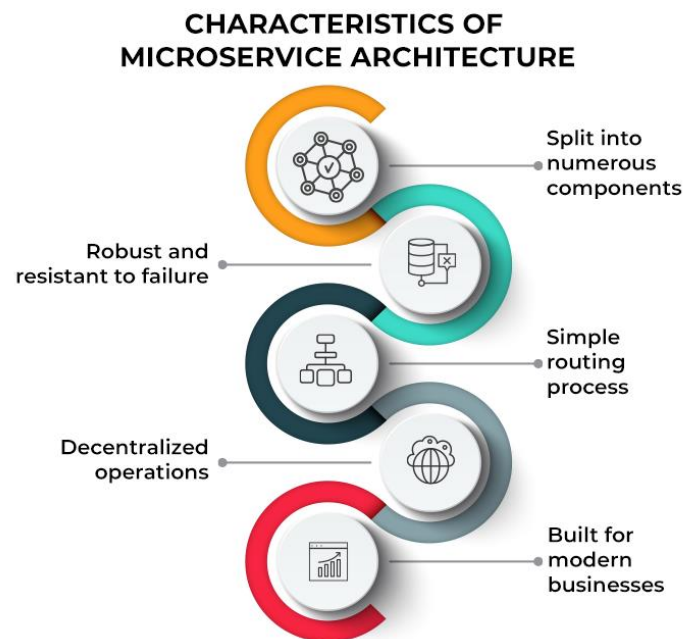 CHARACTERISTICS OF
MICROSERVICE ARCHITECTURE
Split into
numerous
components
Robust and
resistant to failure
Simple
routing
process
Decentralized
operations
Built for
modern
businesses